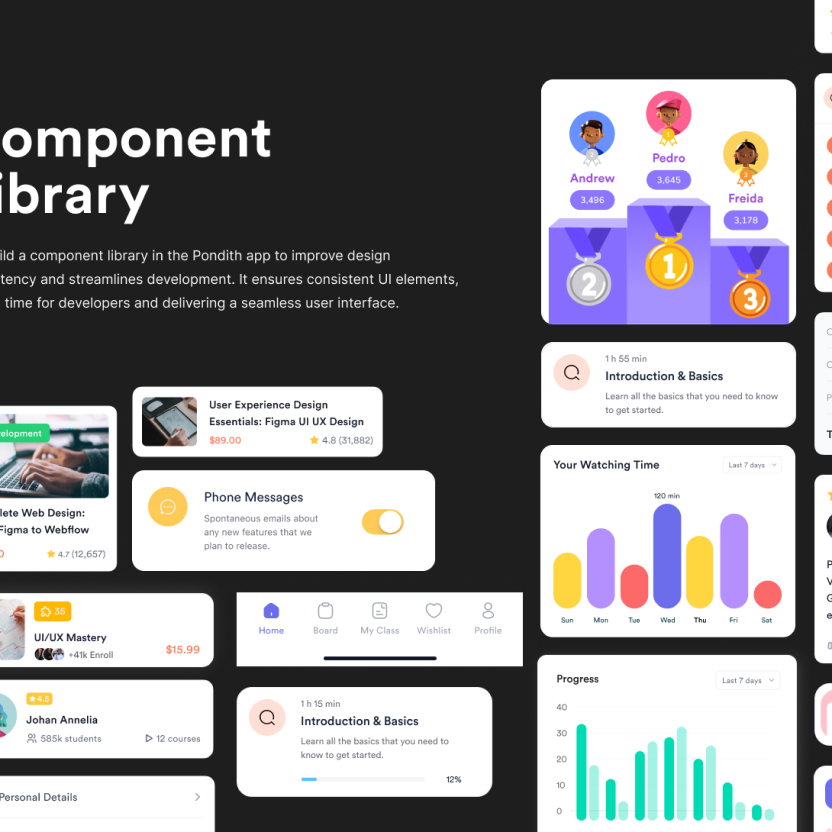 omponent
ibrary
ild a component library in the Pondith app to improve design
tency and streamlines development. It ensures consistent UI elements,
time for developers and delivering a seamless user interface.
elopment
lete Web Design:
Figma to Webflow
0
4.7 (12,657)
User Experience Design
Essentials: Figma UI UX Design
$89.00
4.8 (31,882)
Phone Messages
Spontaneous emails about
any new features that we
plan to release.
35
UI/UX Mastery
+41k Enroll
$15.99
4.5
Johan Annelia
585k students
12 courses
Personal Details
Home
Board
My Class
Wishlist
Profile
1 h 15 min
Introduction & Basics
Learn all the basics that you need to
know to get started.
12%
2
Andrew
3,496
1
Pedro
3,645
3
Freida
3,178
2
1
3
1 h 55 min
Introduction & Basics
Learn all the basics that you need to know
to get started.
Your Watching Time
Last 7 days
120 min
Sun
Mon
Tue
Wed
Thu
Fri
Sat
Progress
Last 7 days
40
30
20
10
0